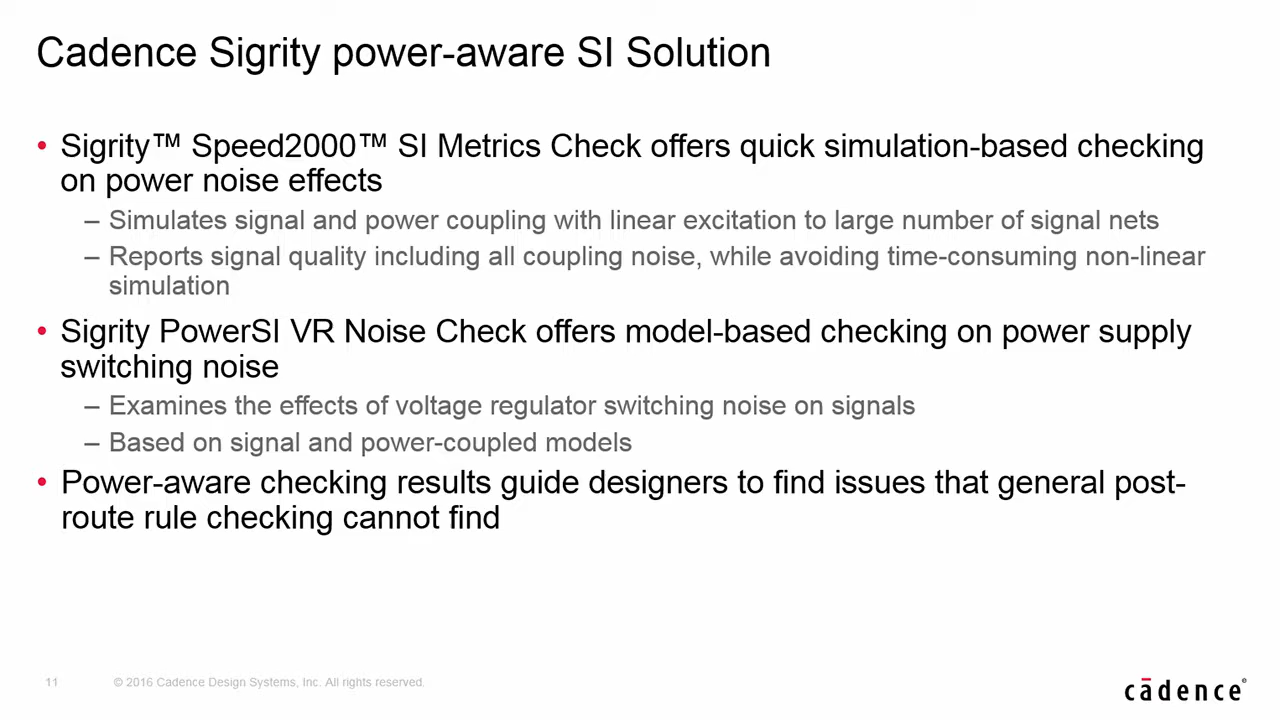 Cadence Sigrity power-aware SI Solution
• Sigrity™ Speed2000™ SI Metrics Check offers quick simulation-based checking
on power noise effects
– Simulates signal and power coupling with linear excitation to large number of signal nets
– Reports signal quality including all coupling noise, while avoiding time-consuming non-linear
simulation
• Sigrity PowerSI VR Noise Check offers model-based checking on power supply
switching noise
– Examines the effects of voltage regulator switching noise on signals
– Based on signal and power-coupled models
• Power-aware checking results guide designers to find issues that general post-
route rule checking cannot find
11 © 2016 Cadence Design Systems, Inc. All rights reserved.
cādence®